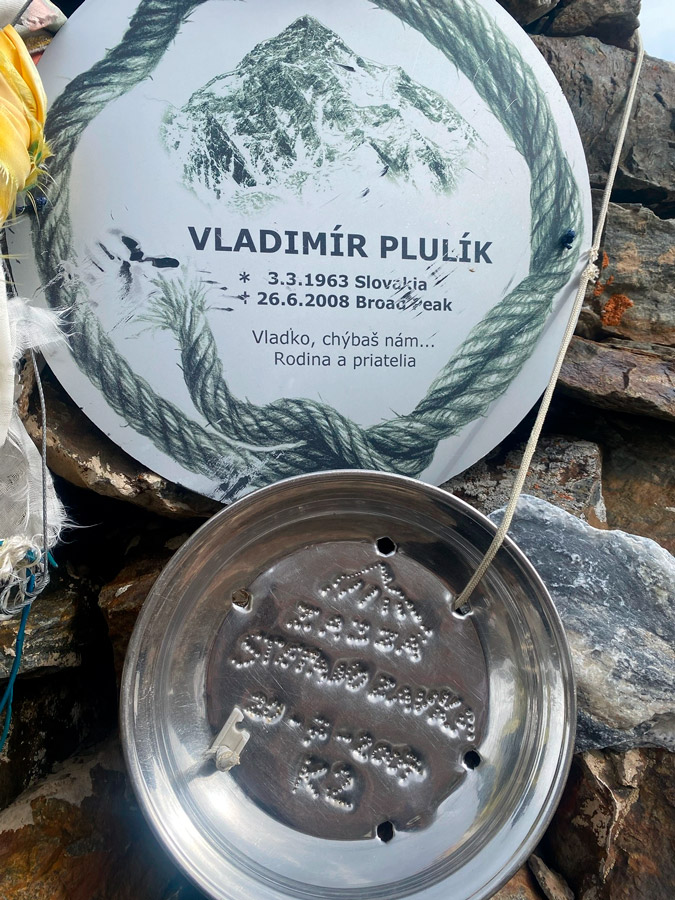 VLADIMÍR PLULÍK
* 3.3.1963 Slovakia
† 26.6.2008 Broad Peak
Vlaďko, chýbaš nám...
Rodina a priatelia
STEFANO ZAVKA
20-7-2007
K2